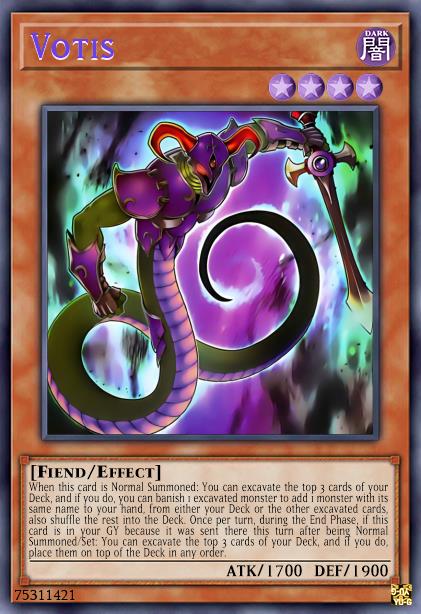 Votis
DARK
闇
[Fiend/Effect]
When this card is Normal Summoned: You can excavate the top 3 cards of your
Deck, and if you do, you can banish 1 excavated monster to add 1 monster with its
same name to your hand, from either your Deck or the other excavated cards,
also shuffle the rest into the Deck. Once per turn, during the End Phase, if this
card is in your GY because it was sent there this turn after being Normal
Summoned/Set: You can excavate the top 3 cards of your Deck, and if you do,
place them on top of the Deck in any order.
ATK/1700 DEF/1900
75311421